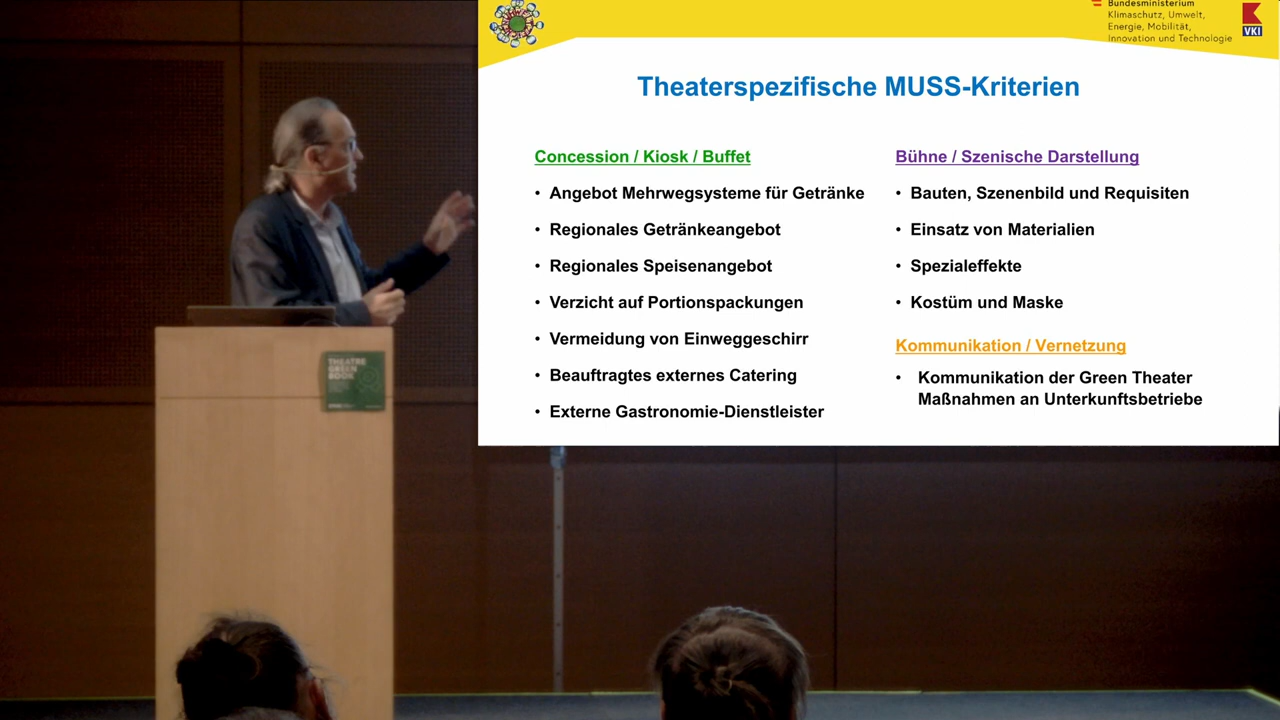 Bundesministerium
Klimaschutz, Umwelt,
Energie, Mobilität,
Innovation und Technologie
VKI
Theaterspezifische MUSS-Kriterien
Concession / Kiosk / Buffet
• Angebot Mehrwegsysteme für Getränke
• Regionales Getränkeangebot
• Regionales Speisenangebot
• Verzicht auf Portionspackungen
• Vermeidung von Einweggeschirr
• Beauftragtes externes Catering
• Externe Gastronomie-Dienstleister
Bühne / Szenische Darstellung
• Bauten, Szenenbild und Requisiten
• Einsatz von Materialien
• Spezialeffekte
• Kostüm und Maske
Kommunikation / Vernetzung
• Kommunikation der Green Theater
Maßnahmen an Unterkunftsbetriebe
THEATRE
GREEN
BOOK